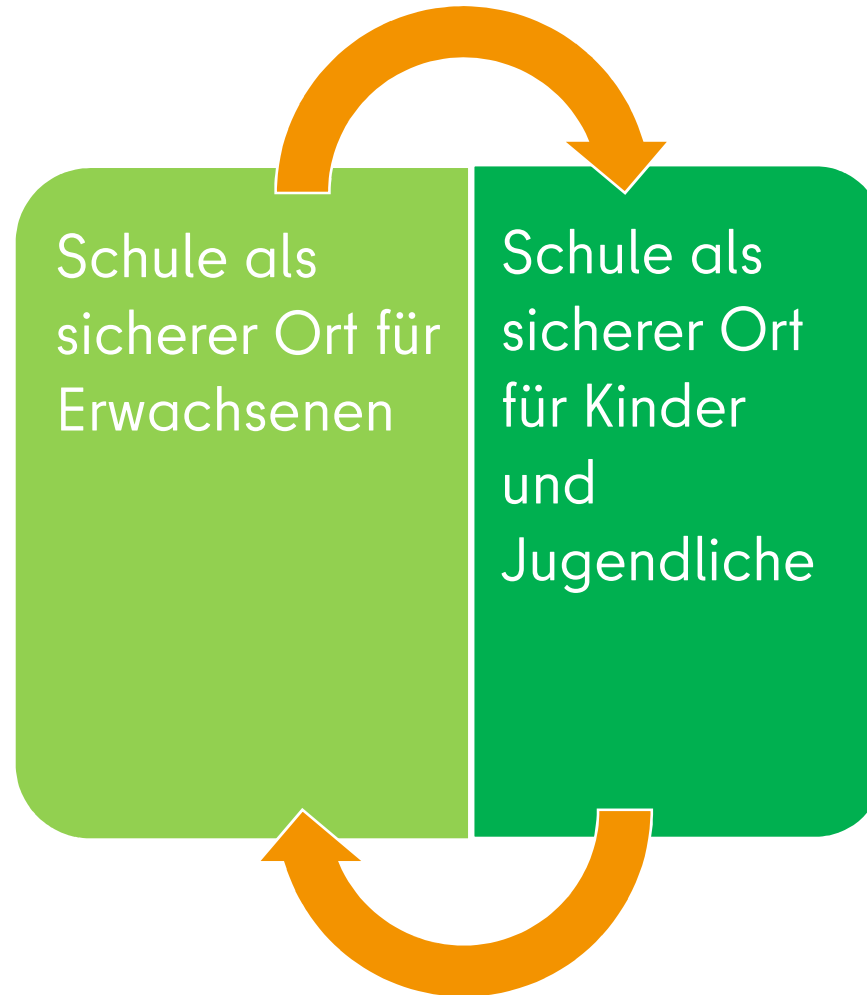 Schule als
sicherer Ort für
Erwachsenen
Schule als
sicherer Ort
für Kinder
und
Jugendliche